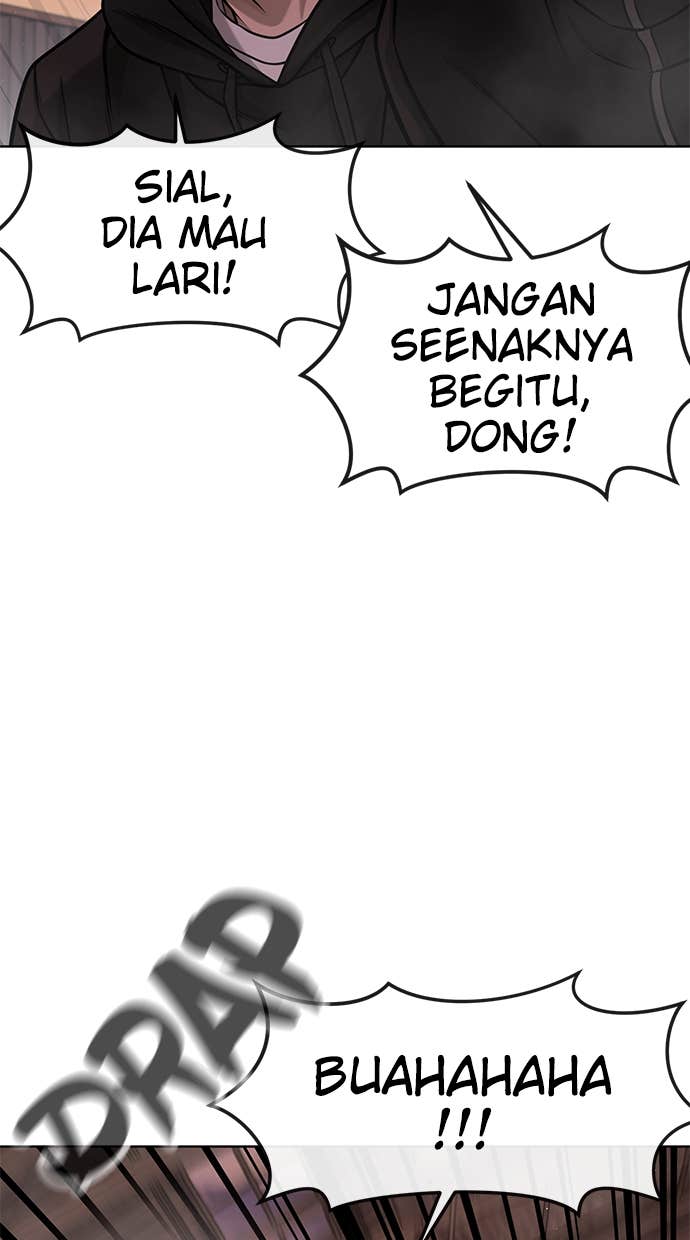 SIAL,
DIA MAU
LARI!
JANGAN
SEENAKNYA
BEGITU,
DONG!
DRAP
BUAHAHAHA
!!!